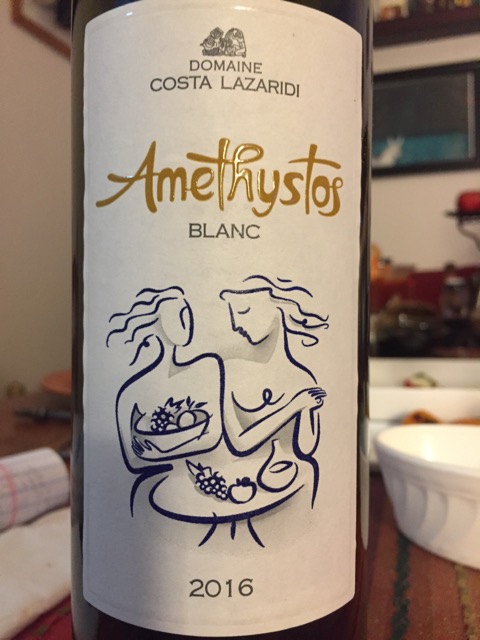 DOMAINE
COSTA LAZARIDI
Amethystos
BLANC
2016